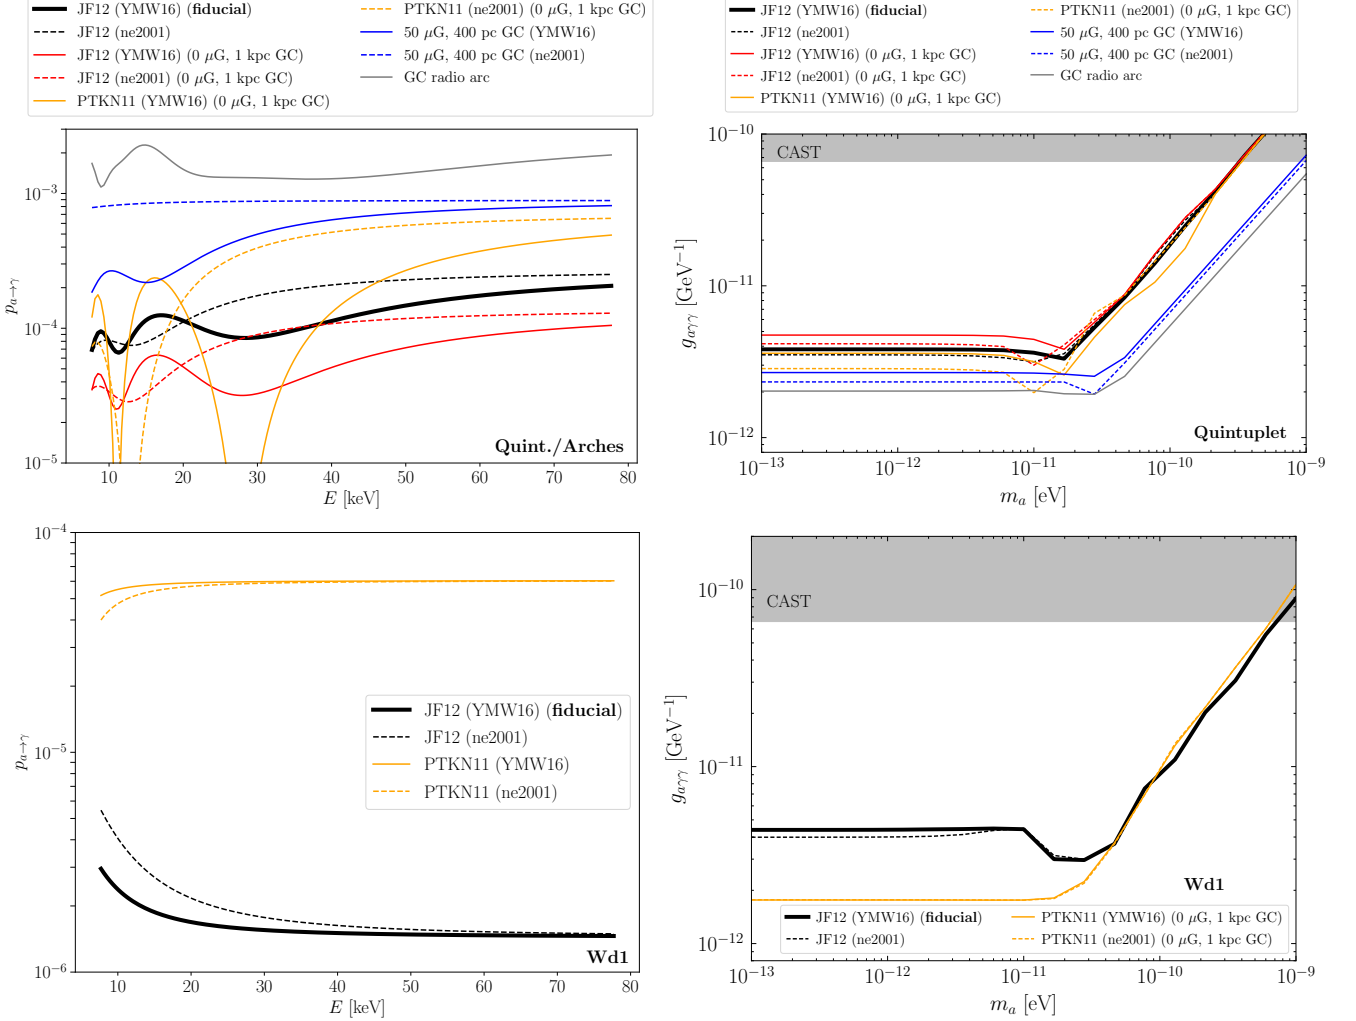 JF12 (YMW16) (fiducial)
JF12 (ne2001)
JF12 (YMW16) (0 μG, 1 kpc GC)
JF12 (ne2001) (0 μG, 1 kpc GC)
PTKN11 (YMW16) (0 μG, 1 kpc GC)
PTKN11 (ne2001) (0 μG, 1 kpc GC)
50 μG, 400 pc GC (YMW16)
50 μG, 400 pc GC (ne2001)
GC radio arc
10⁻³
10⁻⁴
10⁻⁵
p_{a→γ}
Quint./Arches
10 20 30 40 50 60 70 80
E [keV]
JF12 (YMW16) (fiducial)
JF12 (ne2001)
JF12 (YMW16) (0 μG, 1 kpc GC)
JF12 (ne2001) (0 μG, 1 kpc GC)
PTKN11 (YMW16) (0 μG, 1 kpc GC)
PTKN11 (ne2001) (0 μG, 1 kpc GC)
50 μG, 400 pc GC (YMW16)
50 μG, 400 pc GC (ne2001)
GC radio arc
10⁻¹⁰
10⁻¹¹
10⁻¹²
g_{aγγ} [GeV⁻¹]
CAST
Quintuplet
10⁻¹³ 10⁻¹² 10⁻¹¹ 10⁻¹⁰ 10⁻⁹
m_a [eV]
10⁻⁴
10⁻⁵
10⁻⁶
p_{a→γ}
JF12 (YMW16) (fiducial)
JF12 (ne2001)
PTKN11 (YMW16)
PTKN11 (ne2001)
Wd1
10 20 30 40 50 60 70 80
E [keV]
10⁻¹⁰
10⁻¹¹
10⁻¹²
g_{aγγ} [GeV⁻¹]
CAST
Wd1
JF12 (YMW16) (fiducial)
JF12 (ne2001)
PTKN11 (YMW16) (0 μG, 1 kpc GC)
PTKN11 (ne2001) (0 μG, 1 kpc GC)
10⁻¹³ 10⁻¹² 10⁻¹¹ 10⁻¹⁰ 10⁻⁹
m_a [eV]